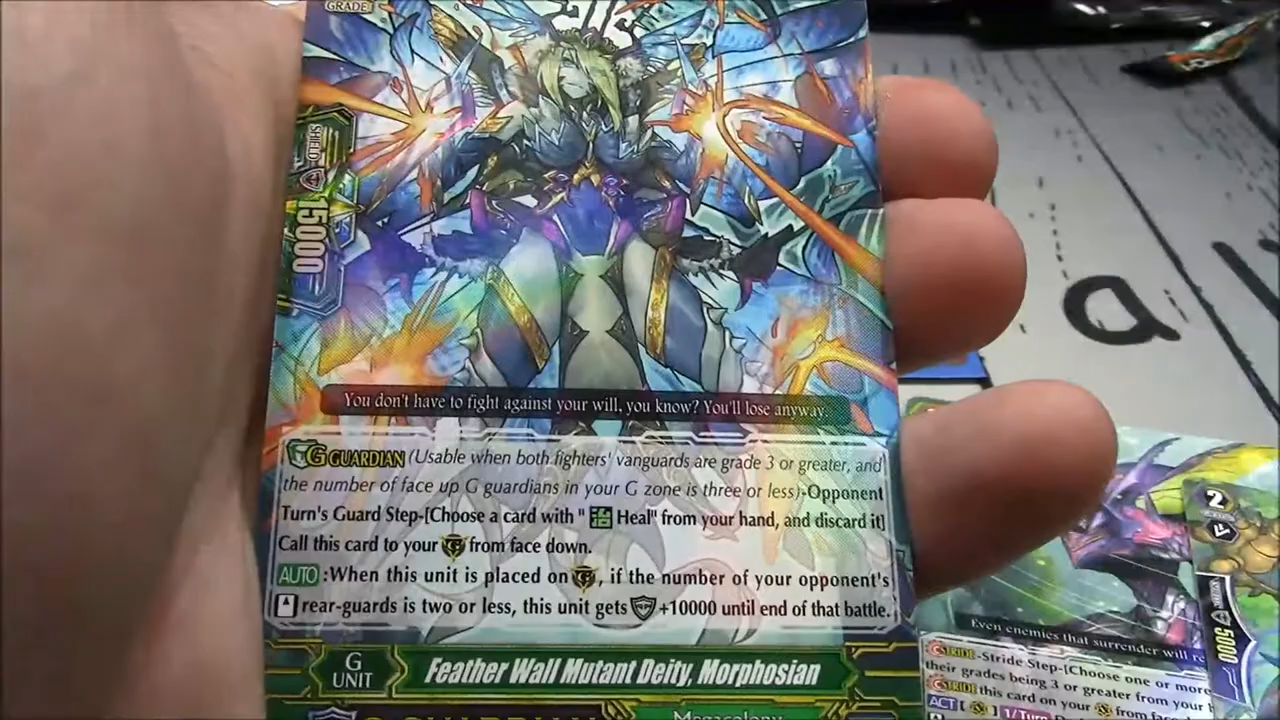 GRADE
SHIELD
15000
a
You don't have to fight against your will, you know? You'll lose anyway.
G GUARDIAN (Usable when both fighters' vanguards are grade 3 or greater, and
the number of face up G guardians in your G zone is three or less)-Opponent
Turn's Guard Step-[Choose a card with " 治 Heal" from your hand, and discard it]
Call this card to your G from face down.
AUTO :When this unit is placed on G, if the number of your opponent's
rear-guards is two or less, this unit gets +10000 until end of that battle.
G
UNIT
Feather Wall Mutant Deity, Morphosian
G GUARDIAN
Megacolony
2
5000
Even enemies that surrender will re
STRIDE-Stride Step-[Choose one or more
their grades being 3 or greater from your
STRIDE this card on your from
ACT [ ] 1/Turn